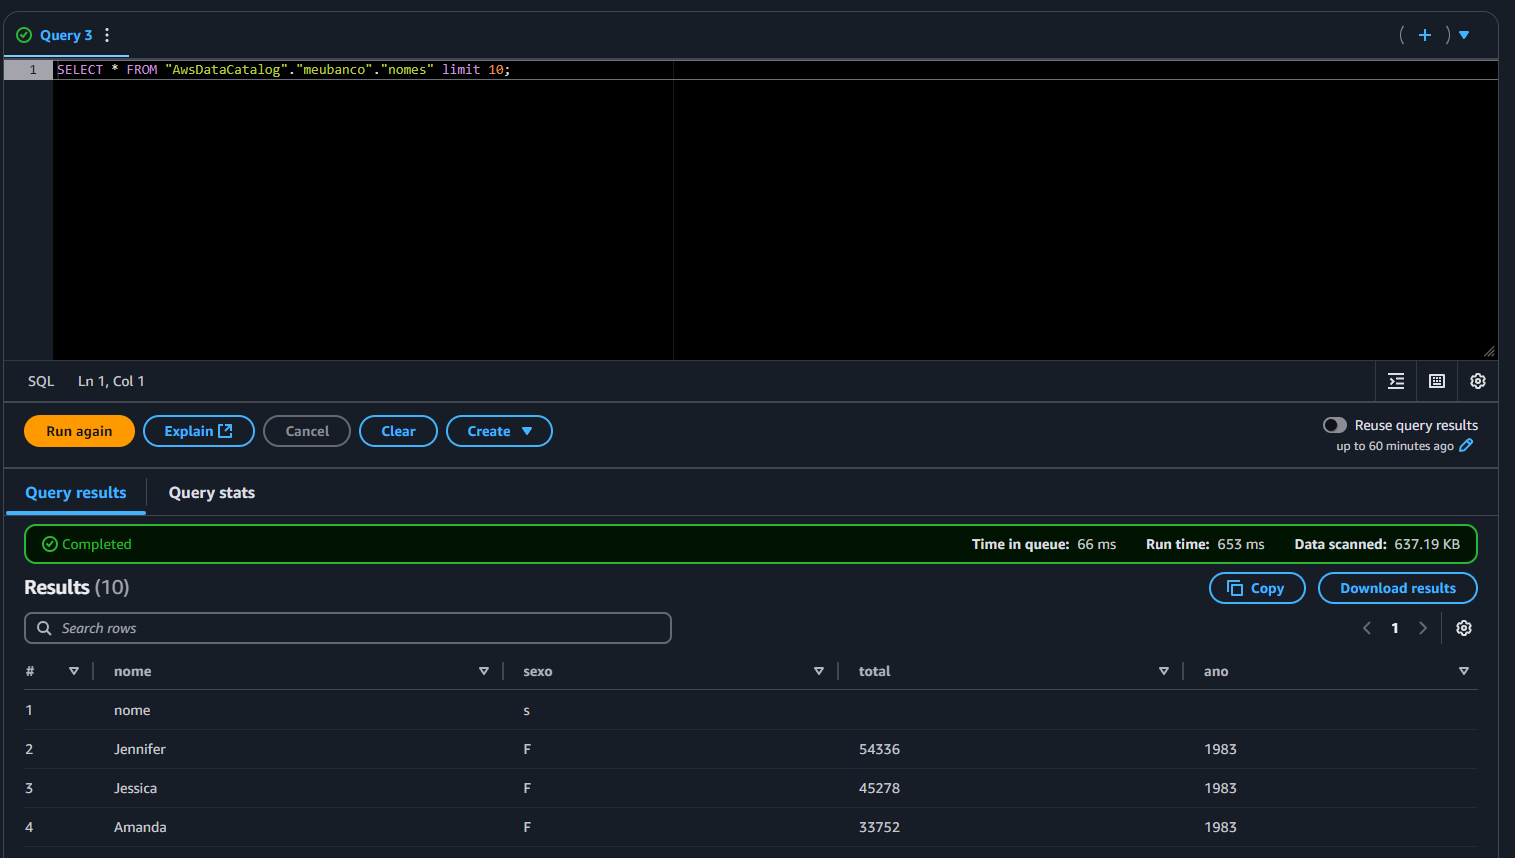 Query 3
1 SELECT * FROM "AwsDataCatalog"."meubanco"."nomes" limit 10;
SQL Ln 1, Col 1
Run again Explain Cancel Clear Create Reuse query results
up to 60 minutes ago
Query results Query stats
Completed Time in queue: 66 ms Run time: 653 ms Data scanned: 637.19 KB
Results (10) Copy Download results
Search rows 1
# nome sexo total ano
1 nome s
2 Jennifer F 54336 1983
3 Jessica F 45278 1983
4 Amanda F 33752 1983